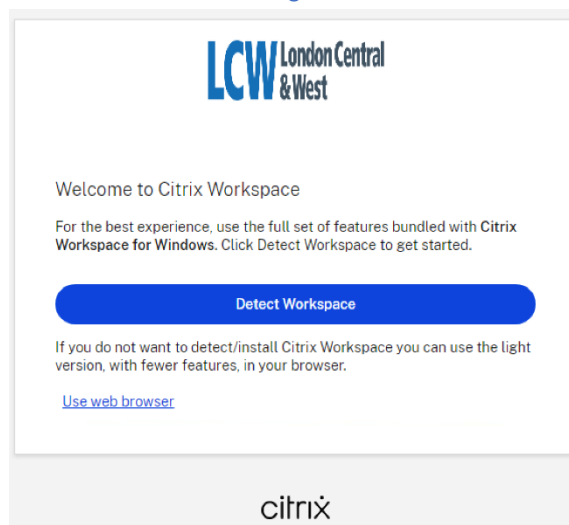 LCW London Central
& West
Welcome to Citrix Workspace
For the best experience, use the full set of features bundled with Citrix
Workspace for Windows. Click Detect Workspace to get started.
Detect Workspace
If you do not want to detect/install Citrix Workspace you can use the light
version, with fewer features, in your browser.
Use web browser
citrix